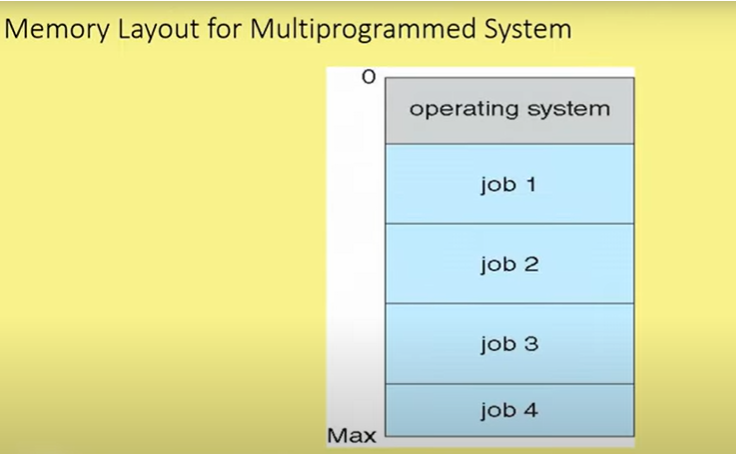 Memory Layout for Multiprogrammed System
0
operating system
job 1
job 2
job 3
job 4
Max